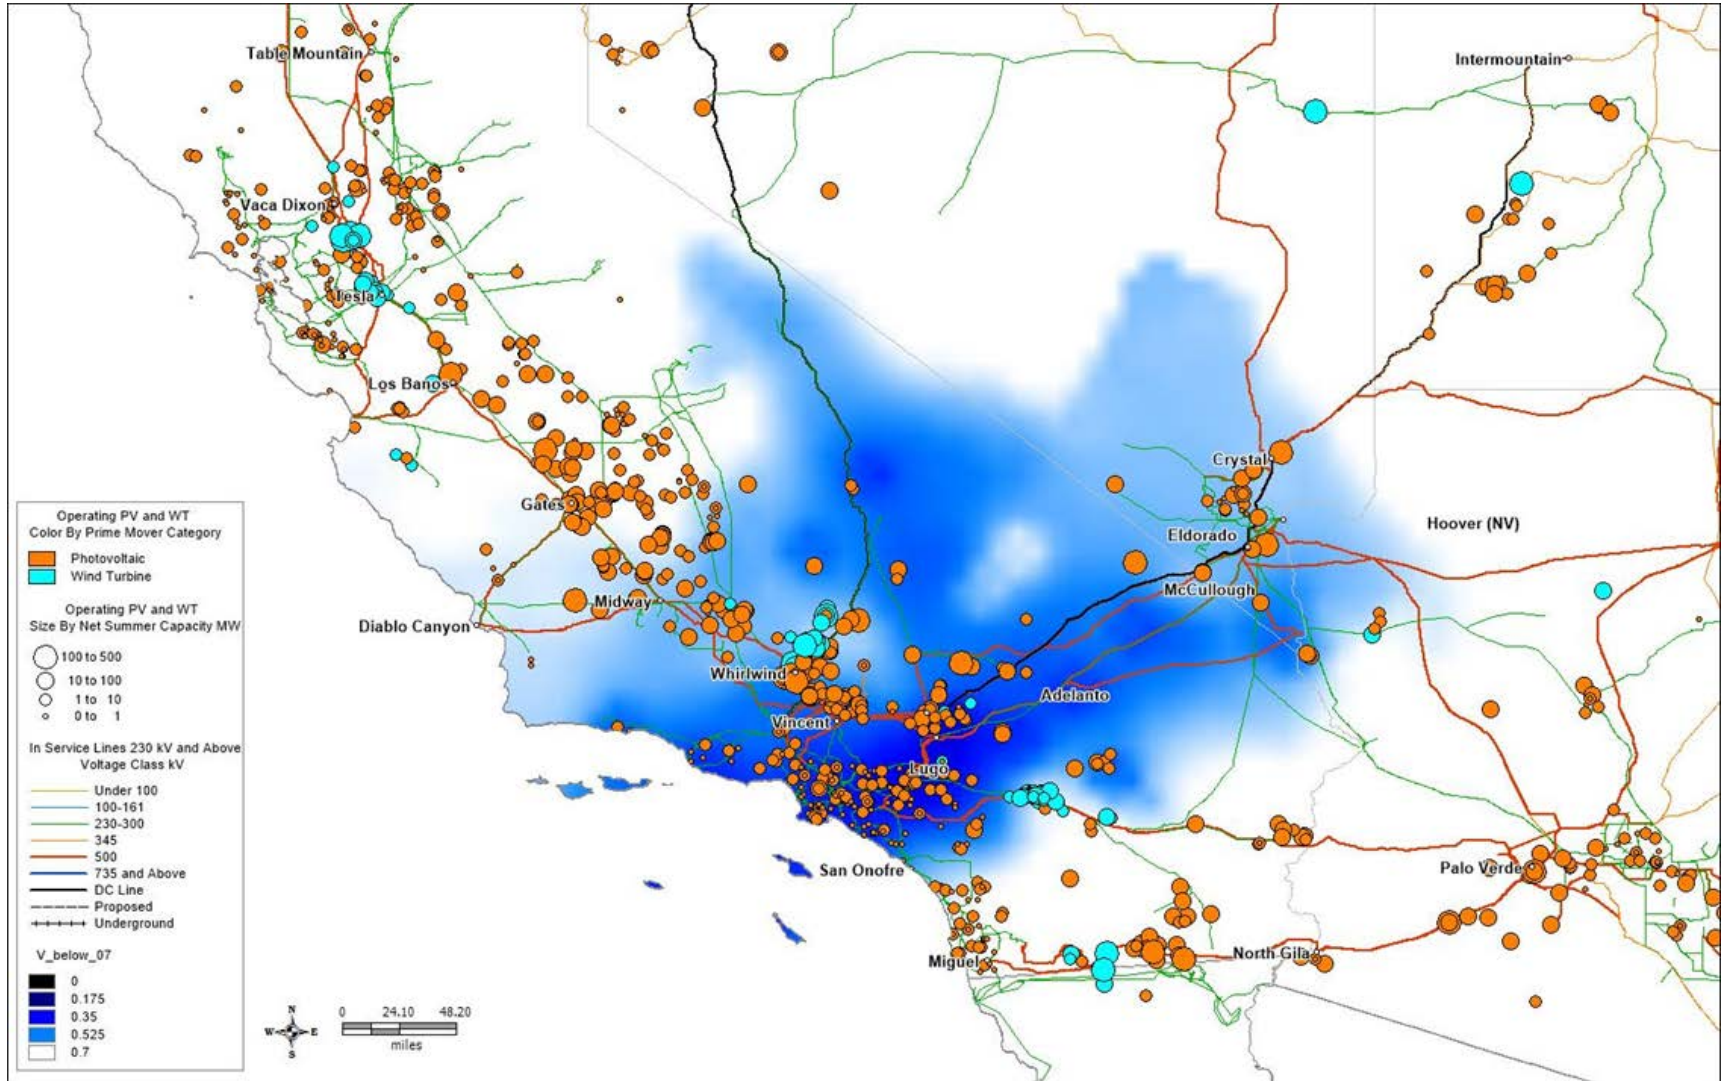 Table Mountain
Intermountain
Vaca Dixon
Tesla
Los Banos
Crystal
Gates
Hoover (NV)
Eldorado
McCullough
Midway
Diablo Canyon
Whirlwind
Adelanto
Vincent
Lugo
San Onofre
Palo Verde
Miguel
North Gila
Operating PV and WT
Color By Prime Mover Category
Photovoltaic
Wind Turbine
Operating PV and WT
Size By Net Summer Capacity MW
100 to 500
10 to 100
1 to 10
0 to 1
In Service Lines 230 kV and Above
Voltage Class kV
Under 100
100-161
230-300
345
500
735 and Above
DC Line
Proposed
Underground
V_below_07
0
0.175
0.35
0.525
0.7
N
W E
S
0 24.10 48.20
miles